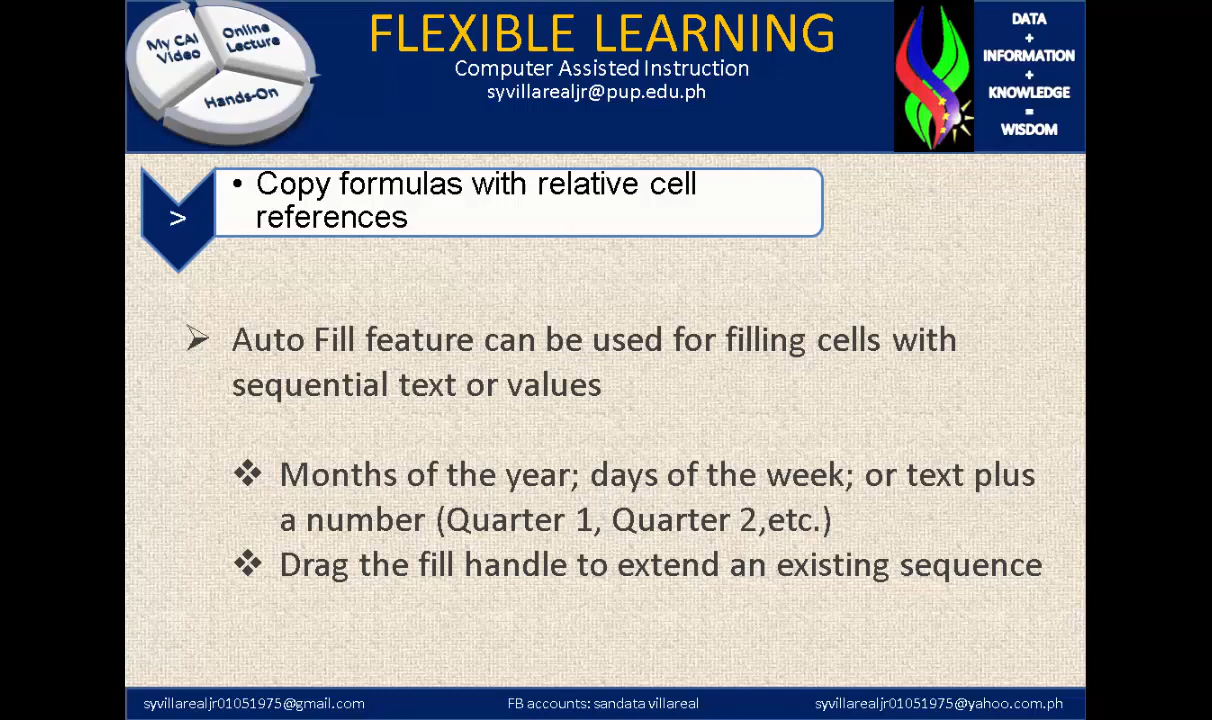 My CAI
Video
Online
Lecture
Hands-On
FLEXIBLE LEARNING
Computer Assisted Instruction
syvillarealjr@pup.edu.ph
DATA
+
INFORMATION
+
KNOWLEDGE
=
WISDOM
>
• Copy formulas with relative cell
references
➢ Auto Fill feature can be used for filling cells with
sequential text or values
❖ Months of the year; days of the week; or text plus
a number (Quarter 1, Quarter 2,etc.)
❖ Drag the fill handle to extend an existing sequence
syvillarealjr01051975@gmail.com
FB accounts: sandata villareal
syvillarealjr01051975@yahoo.com.ph